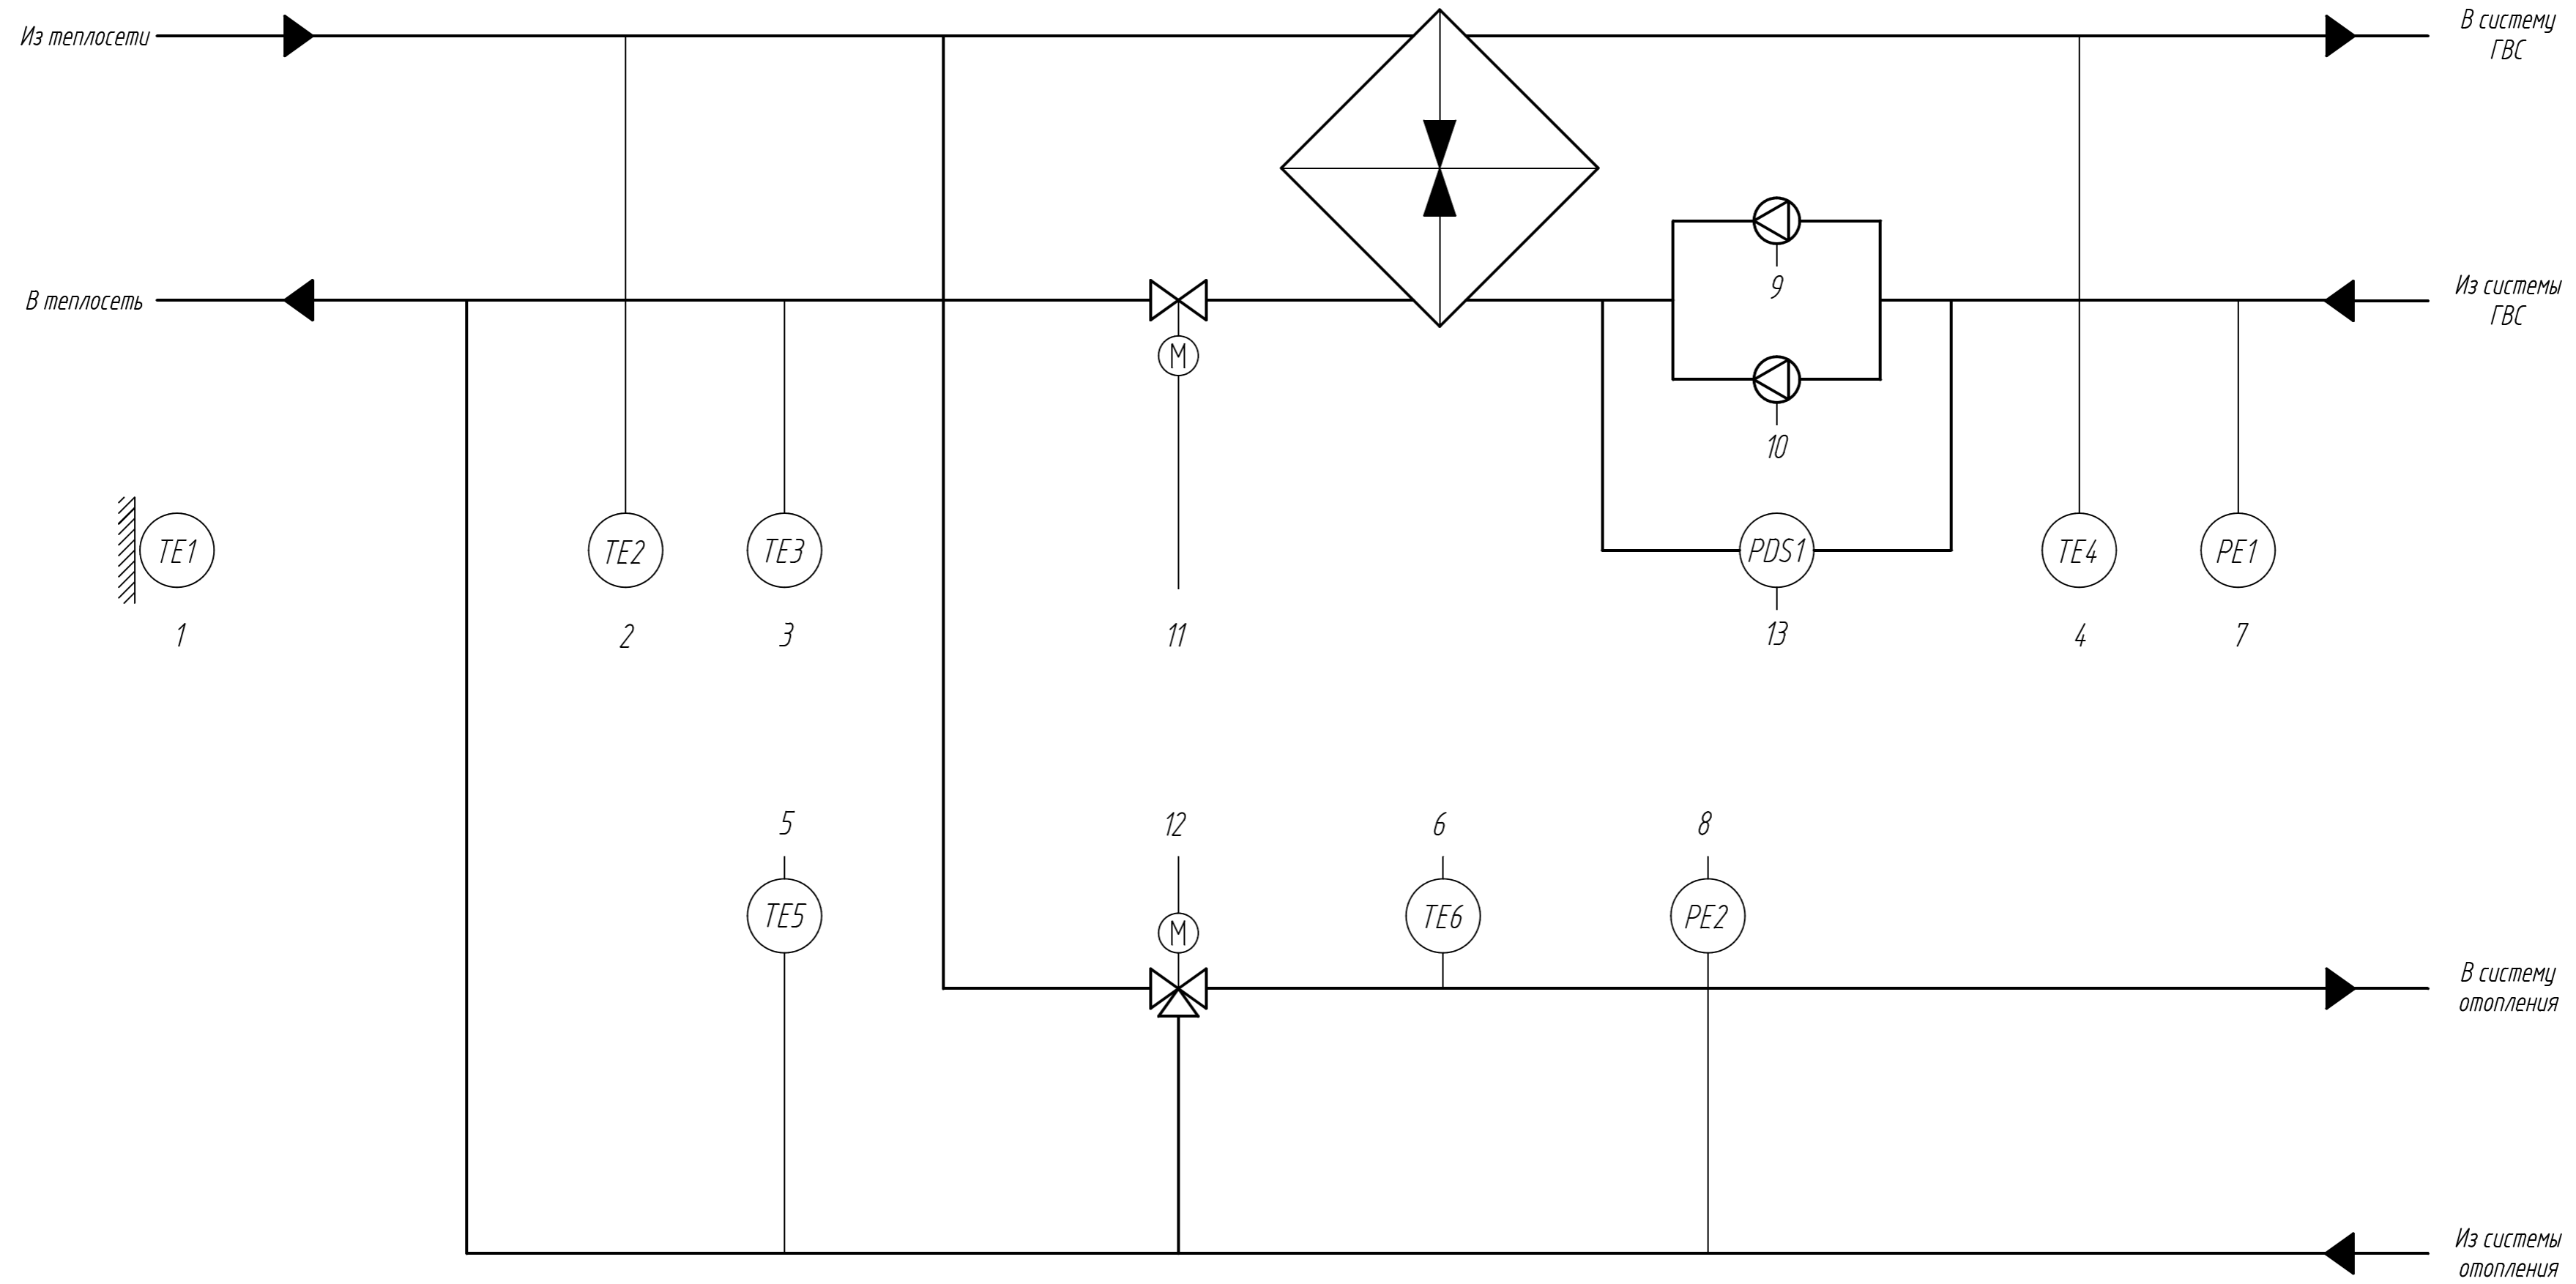 Из теплосети
В систему
ГВС
В теплосеть
9
Из системы
ГВС
M
10
TE1
TE2
TE3
PDS1
TE4
PE1
1
2
3
11
13
4
7
5
12
6
8
TE5
M
TE6
PE2
В систему
отопления
Из системы
отопления